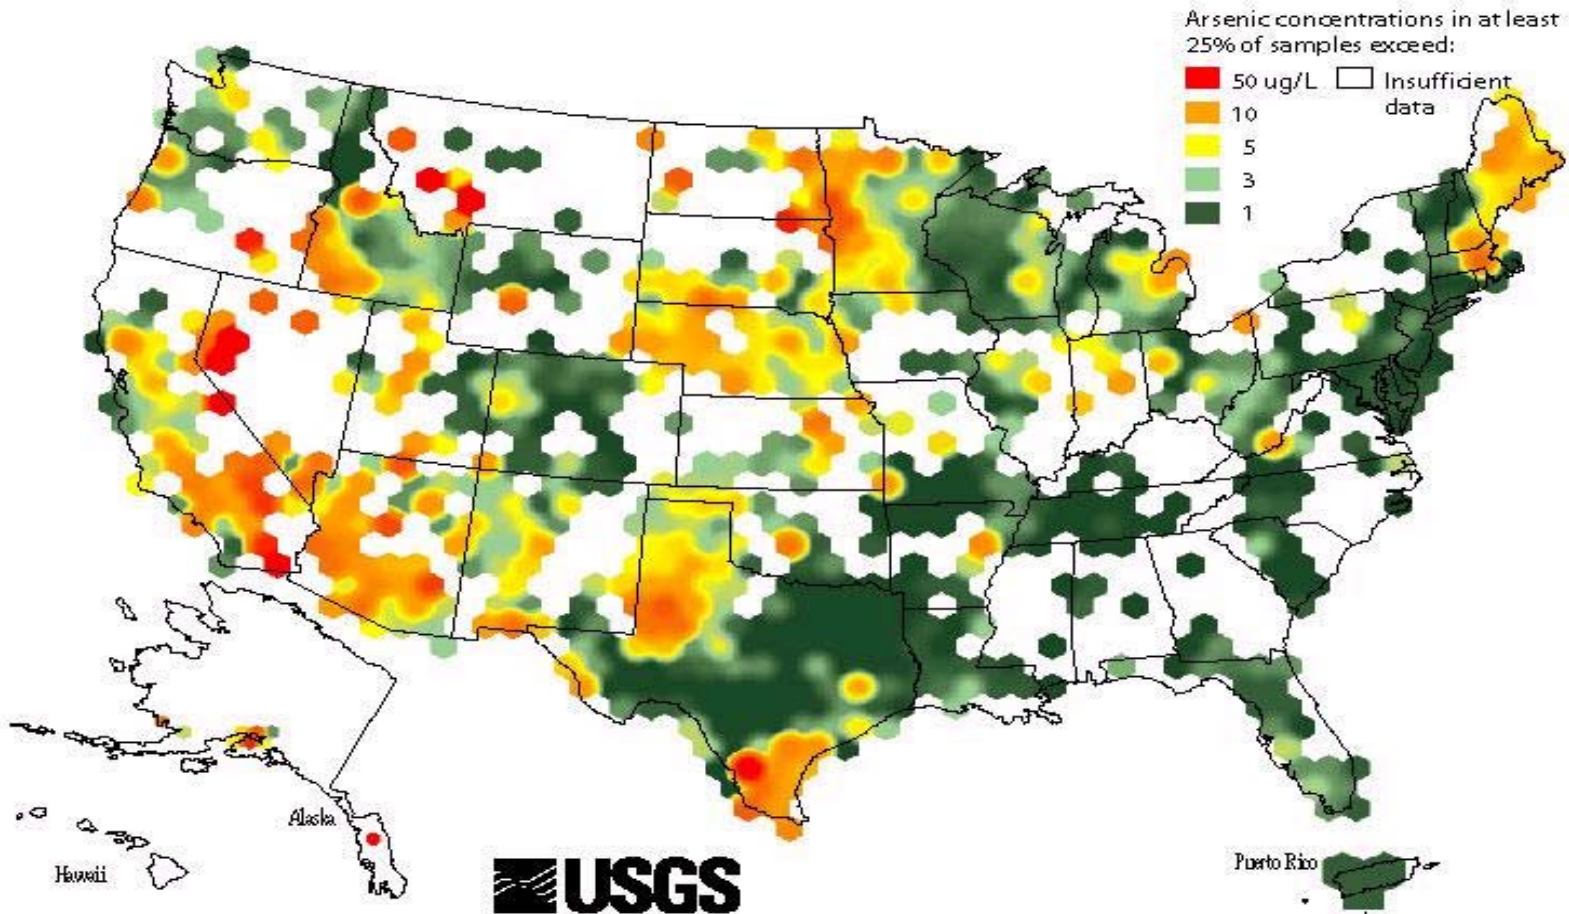 Arsenic concentrations in at least
25% of samples exceed:
50 ug/L Insufficient
data
10
5
3
1
Alaska
Hawaii
USGS
Puerto Rico